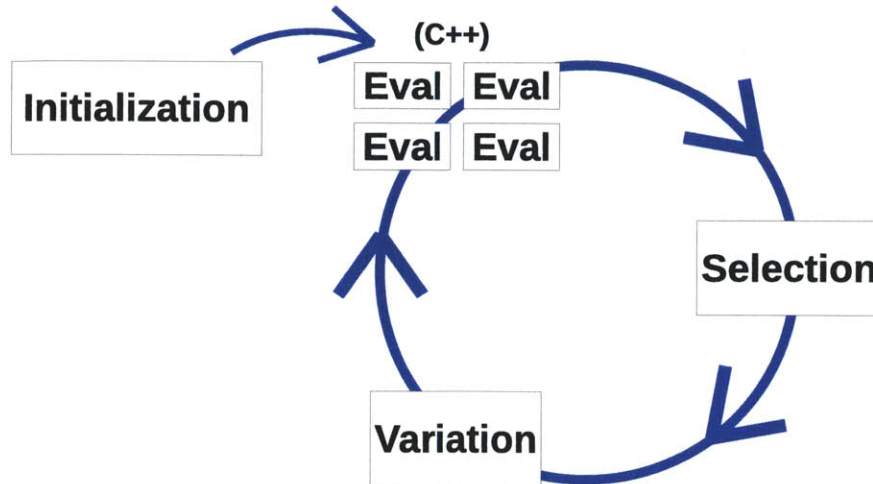 (C++)
Initialization
Eval Eval
Eval Eval
Selection
Variation